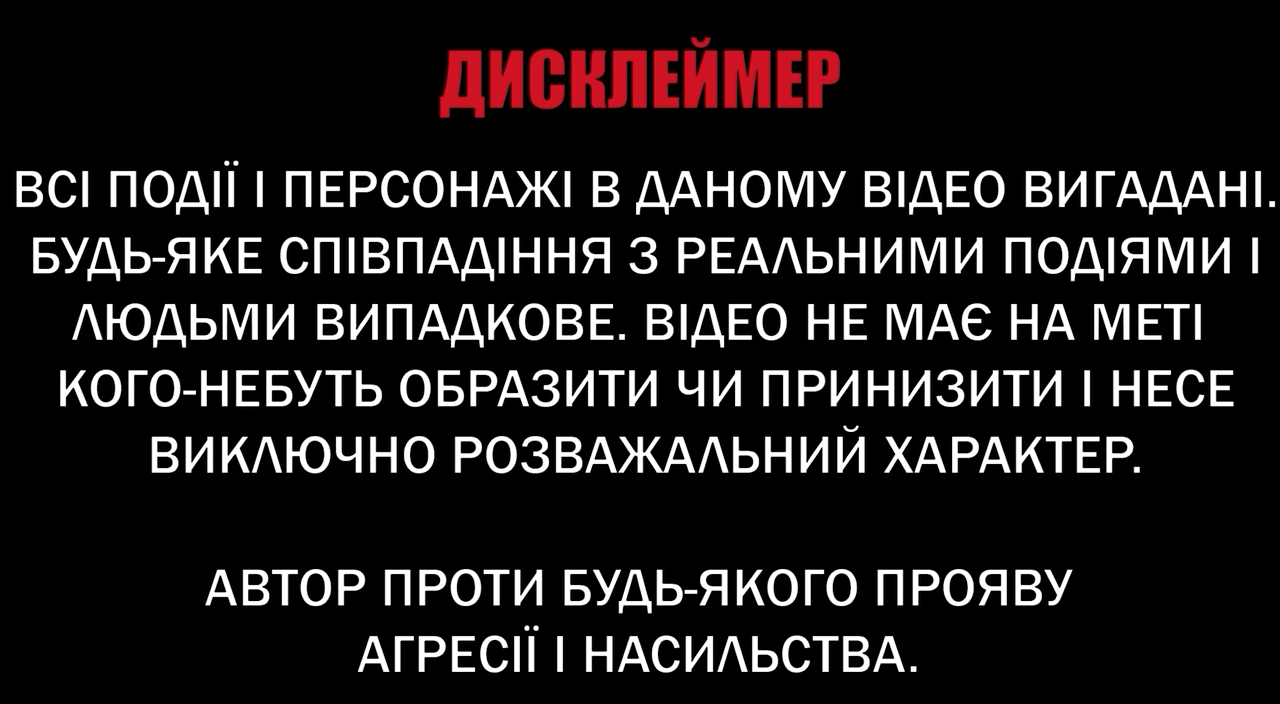 ДИСКЛЕЙМЕР
ВСІ ПОДІЇ І ПЕРСОНАЖІ В ДАНОМУ ВІДЕО ВИГАДАНІ.
БУДЬ-ЯКЕ СПІВПАДІННЯ З РЕАЛЬНИМИ ПОДІЯМИ І
ЛЮДЬМИ ВИПАДКОВЕ. ВІДЕО НЕ МАЄ НА МЕТІ
КОГО-НЕБУТЬ ОБРАЗИТИ ЧИ ПРИНИЗИТИ І НЕСЕ
ВИКЛЮЧНО РОЗВАЖАЛЬНИЙ ХАРАКТЕР.
АВТОР ПРОТИ БУДЬ-ЯКОГО ПРОЯВУ
АГРЕСІЇ І НАСИЛЬСТВА.